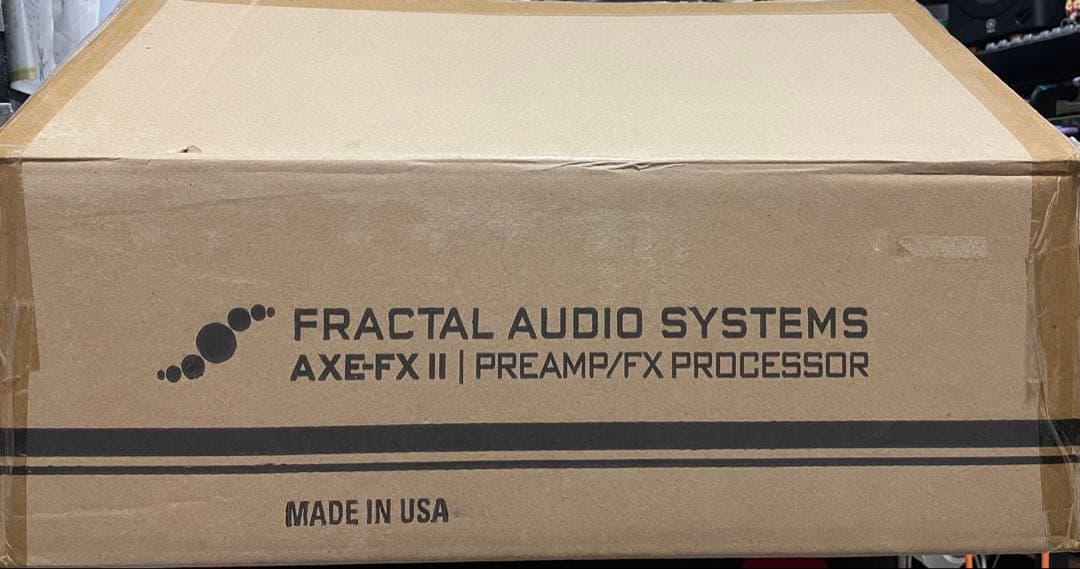 FRACTAL AUDIO SYSTEMS
AXE-FX II | PREAMP/FX PROCESSOR
MADE IN USA